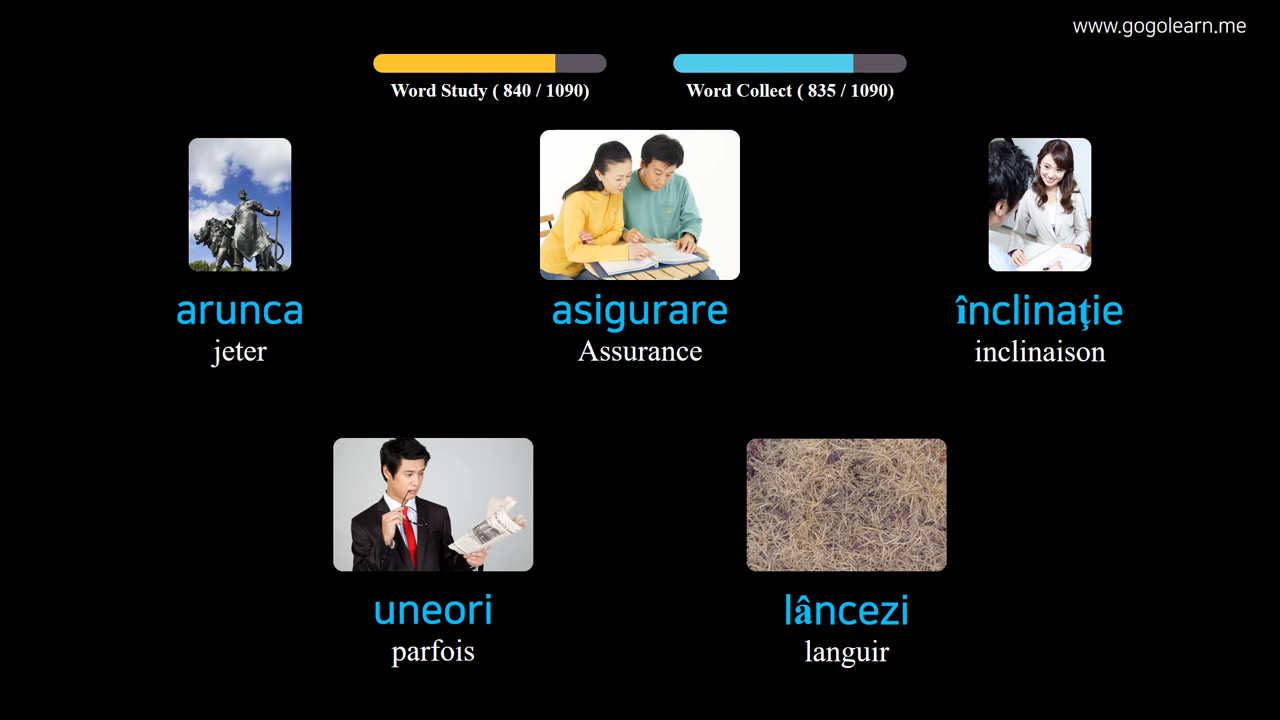 www.gogolearn.me
Word Study ( 840 / 1090)
Word Collect ( 835 / 1090)
arunca
jeter
asigurare
Assurance
înclinaţie
inclinaison
uneori
parfois
lâncezi
languir